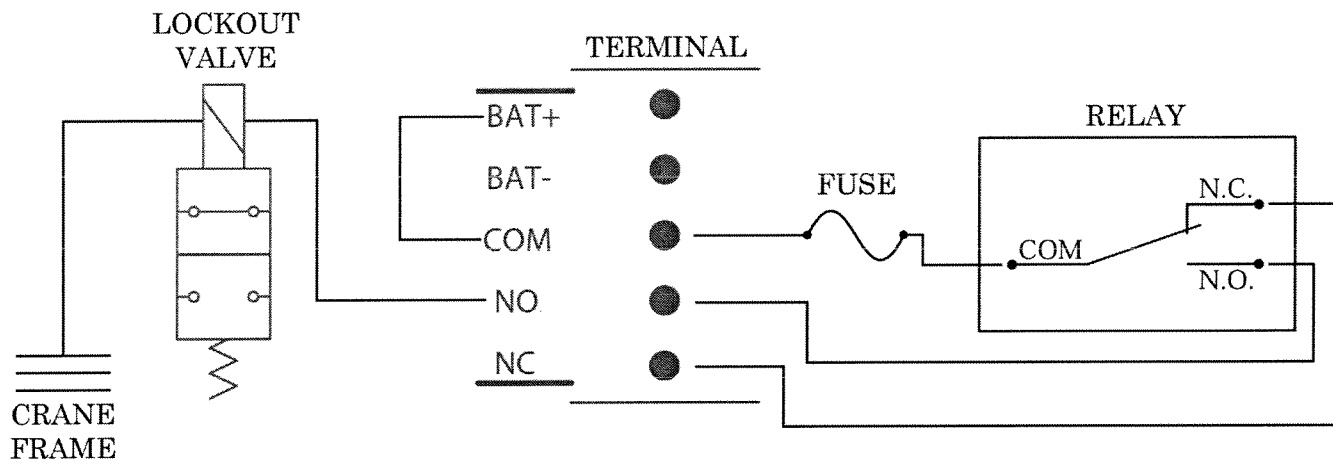 LOCKOUT
VALVE
TERMINAL
BAT+
BAT-
COM
NO
NC
FUSE
RELAY
COM
N.C.
N.O.
CRANE
FRAME